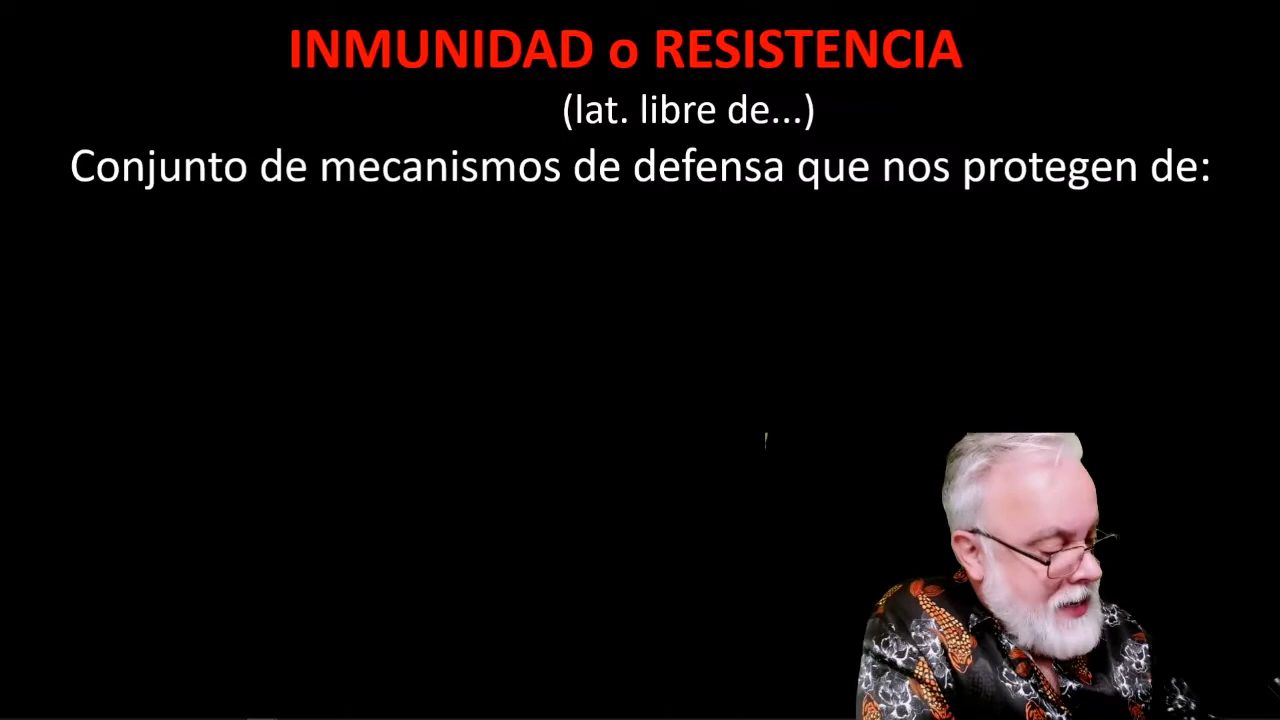 INMUNIDAD o RESISTENCIA
(lat. libre de...)
Conjunto de mecanismos de defensa que nos protegen de: